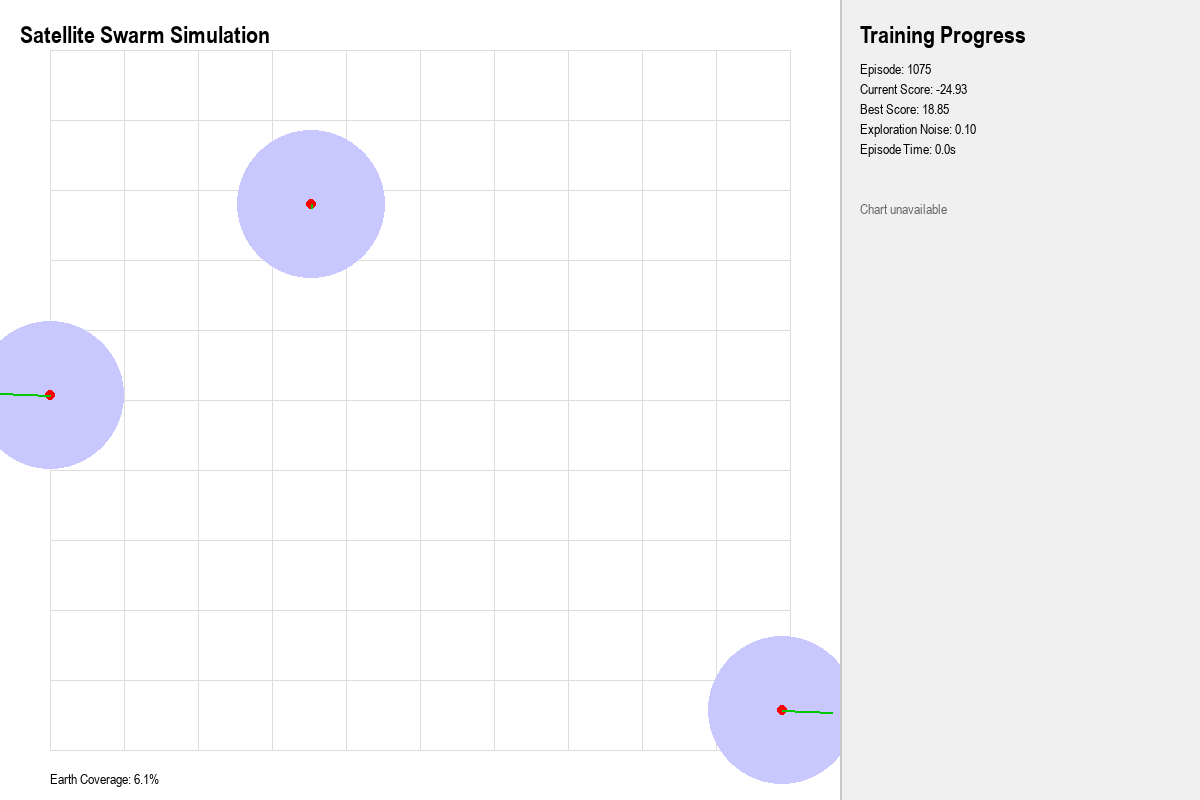 Satellite Swarm Simulation
Earth Coverage: 6.1%
Training Progress
Episode: 1075
Current Score: -24.93
Best Score: 18.85
Exploration Noise: 0.10
Episode Time: 0.0s
Chart unavailable